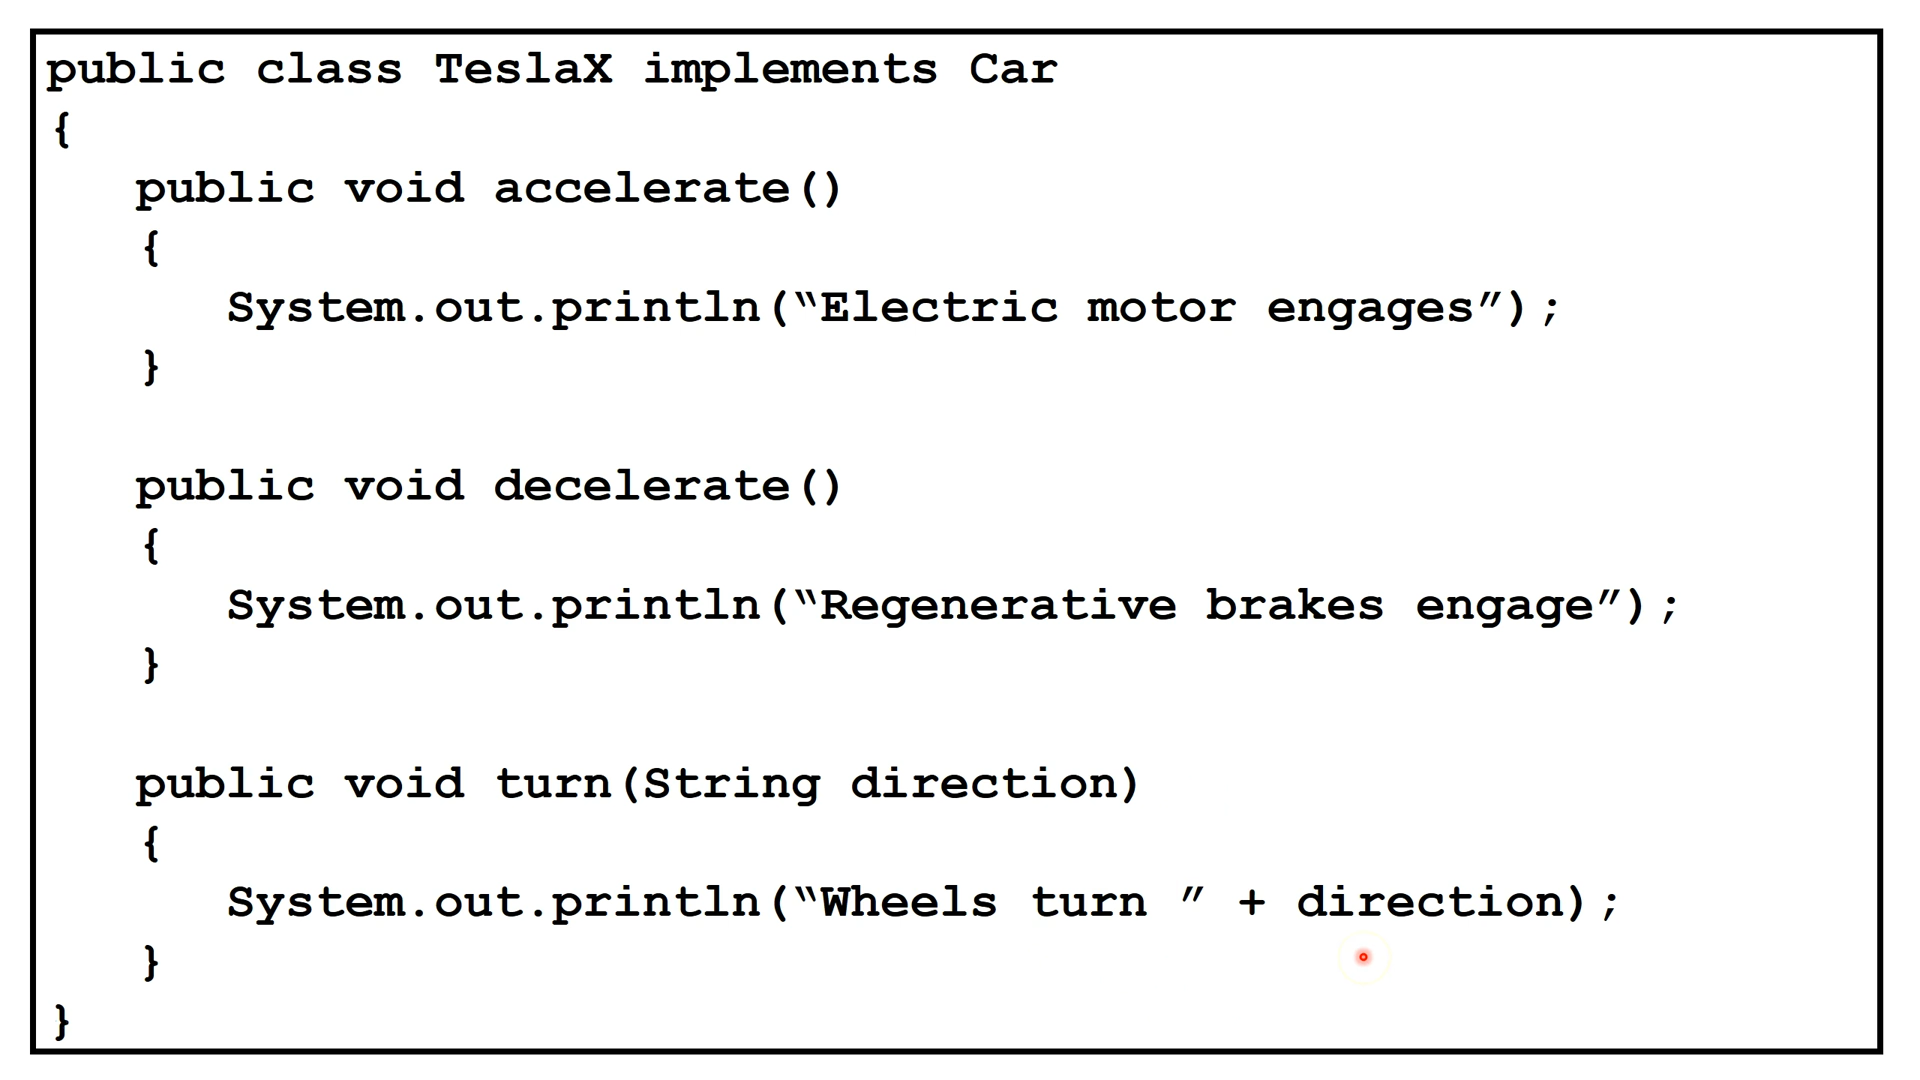 public class TeslaX implements Car
{
public void accelerate()
{
System.out.println(“Electric motor engages”);
}
public void decelerate()
{
System.out.println(“Regenerative brakes engage”);
}
public void turn(String direction)
{
System.out.println(“Wheels turn ” + direction);
}
}